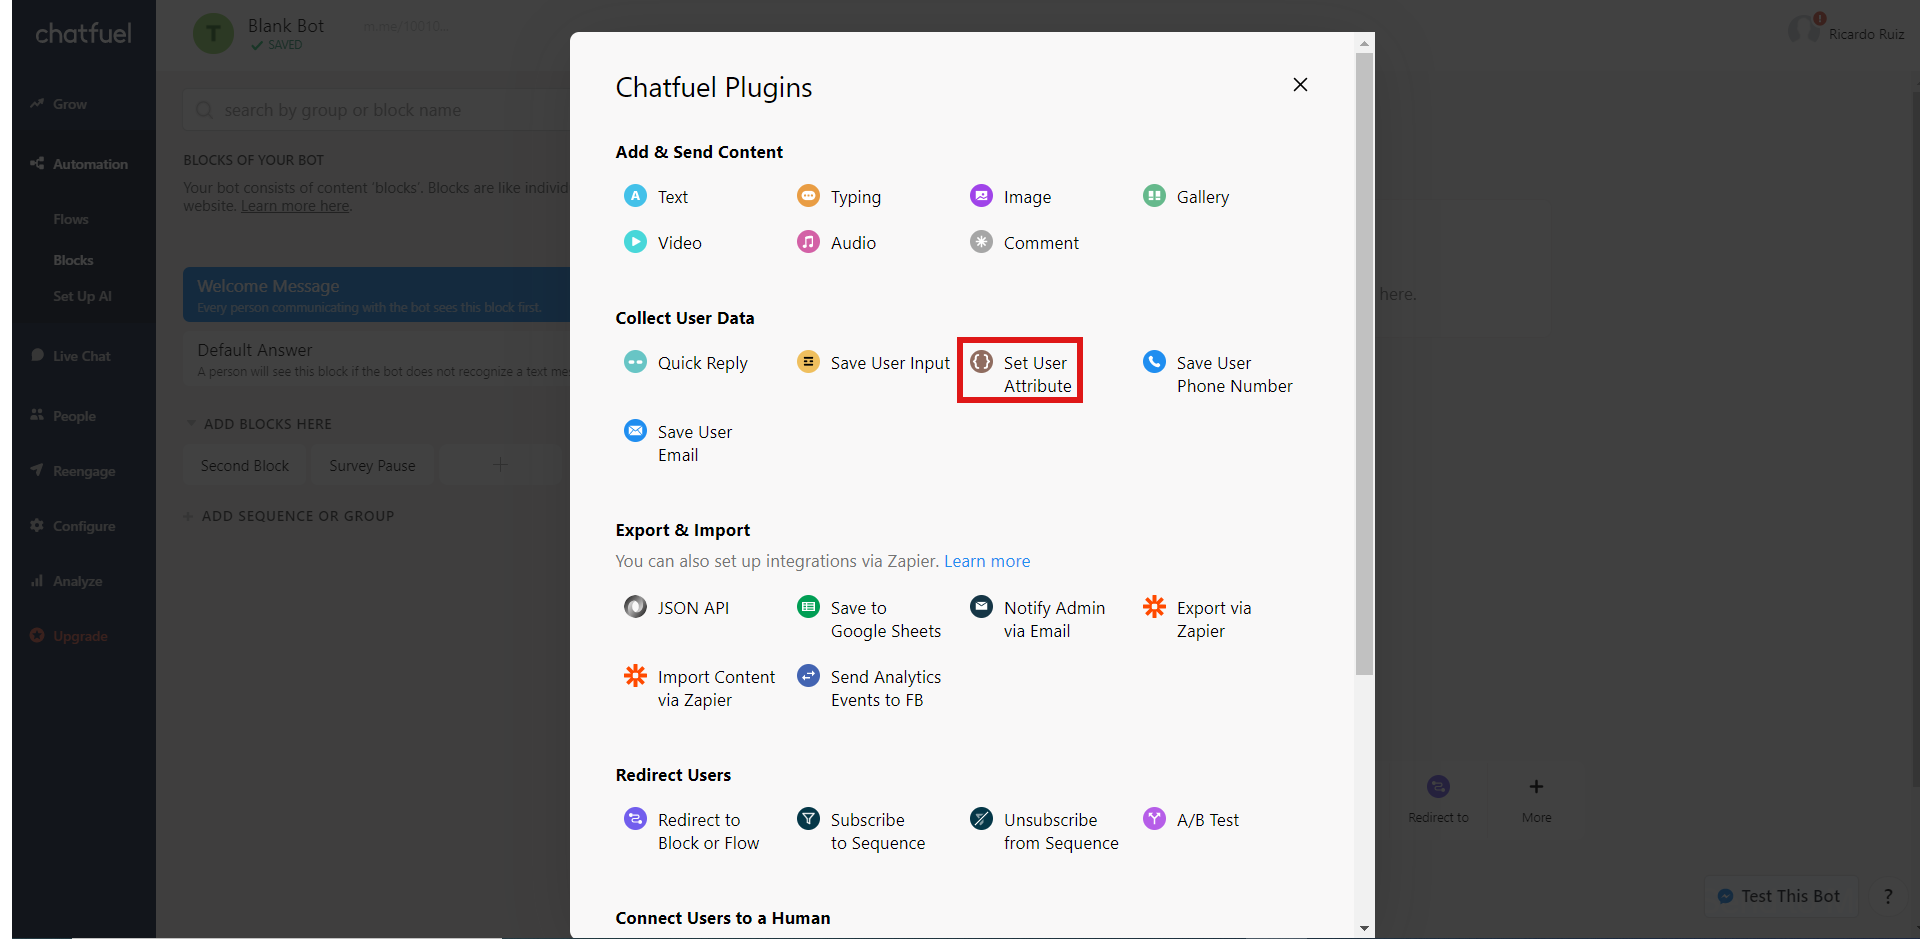 chatfuel
Grow
Automation
Flows
Blocks
Set Up AI
Live Chat
People
Reengage
Configure
Analyze
Upgrade
T
Blank Bot
SAVED
m.me/10010...
Ricardo Ruiz
search by group or block name
BLOCKS OF YOUR BOT
Your bot consists of content 'blocks'. Blocks are like
website. Learn more here.
Welcome Message
Every person communicating with the bot sees this block first.
Default Answer
A person will see this block if the bot does not recognize a text
ADD BLOCKS HERE
Second Block
Survey Pause
+
+ ADD SEQUENCE OR GROUP
Chatfuel Plugins
Add & Send Content
Text
Typing
Image
Gallery
Video
Audio
Comment
Collect User Data
Quick Reply
Save User Input
Set User
Attribute
Save User
Phone Number
Save User
Email
Export & Import
You can also set up integrations via Zapier. Learn more
JSON API
Save to
Google Sheets
Notify Admin
via Email
Export via
Zapier
Import Content
via Zapier
Send Analytics
Events to FB
Redirect Users
Redirect to
Block or Flow
Subscribe
to Sequence
Unsubscribe
from Sequence
A/B Test
Connect Users to a Human
here.
Redirect to
+
More
Test This Bot
?